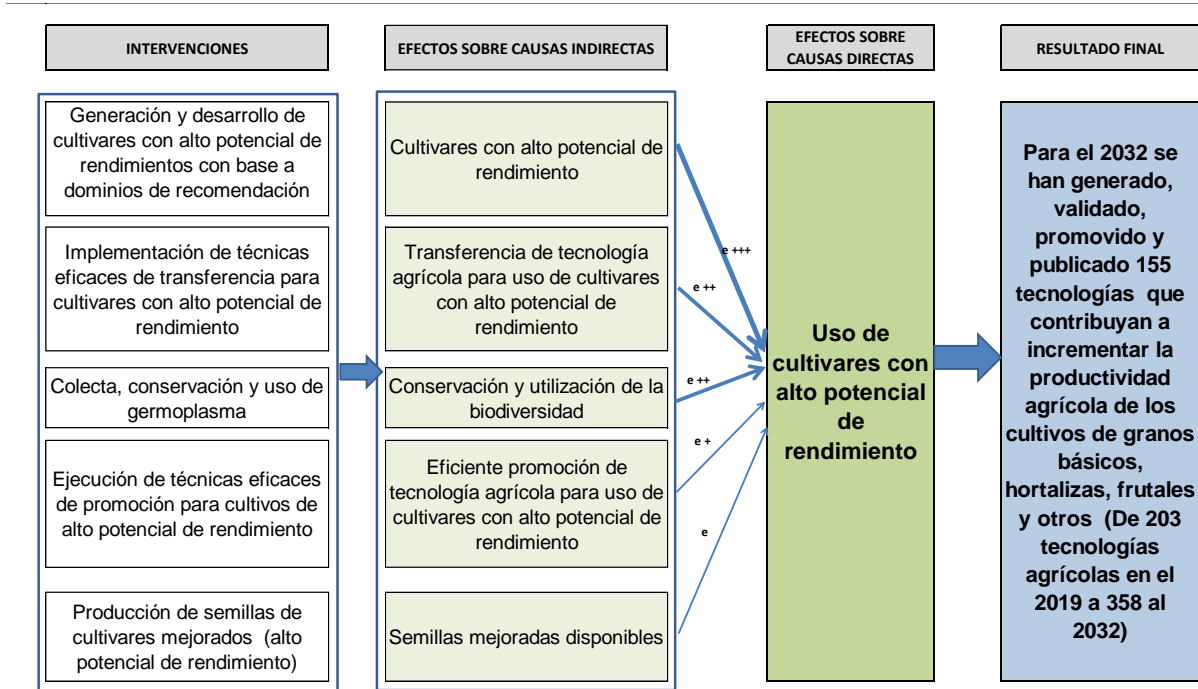 INTERVENCIONES
EFECTOS SOBRE CAUSAS INDIRECTAS
EFECTOS SOBRE
CAUSAS DIRECTAS
RESULTADO FINAL
Generación y desarrollo de
cultivares con alto potencial de
rendimientos con base a
dominios de recomendación
Implementación de técnicas
eficaces de transferencia para
cultivares con alto potencial de
rendimiento
Colecta, conservación y uso de
germoplasma
Ejecución de técnicas eficaces
de promoción para cultivos de
alto potencial de rendimiento
Producción de semillas de
cultivares mejorados (alto
potencial de rendimiento)
Cultivares con alto potencial de
rendimiento
Transferencia de tecnología
agrícola para uso de cultivares
con alto potencial de
rendimiento
Conservación y utilización de la
biodiversidad
Eficiente promoción de
tecnología agrícola para uso de
cultivares con alto potencial de
rendimiento
Semillas mejoradas disponibles
e +++
e ++
e ++
e +
e
Uso de
cultivares con
alto potencial
de
rendimiento
Para el 2032 se
han generado,
validado,
promovido y
publicado 155
tecnologías que
contribuyan a
incrementar la
productividad
agrícola de los
cultivos de granos
básicos,
hortalizas, frutales
y otros (De 203
tecnologías
agrícolas en el
2019 a 358 al
2032)